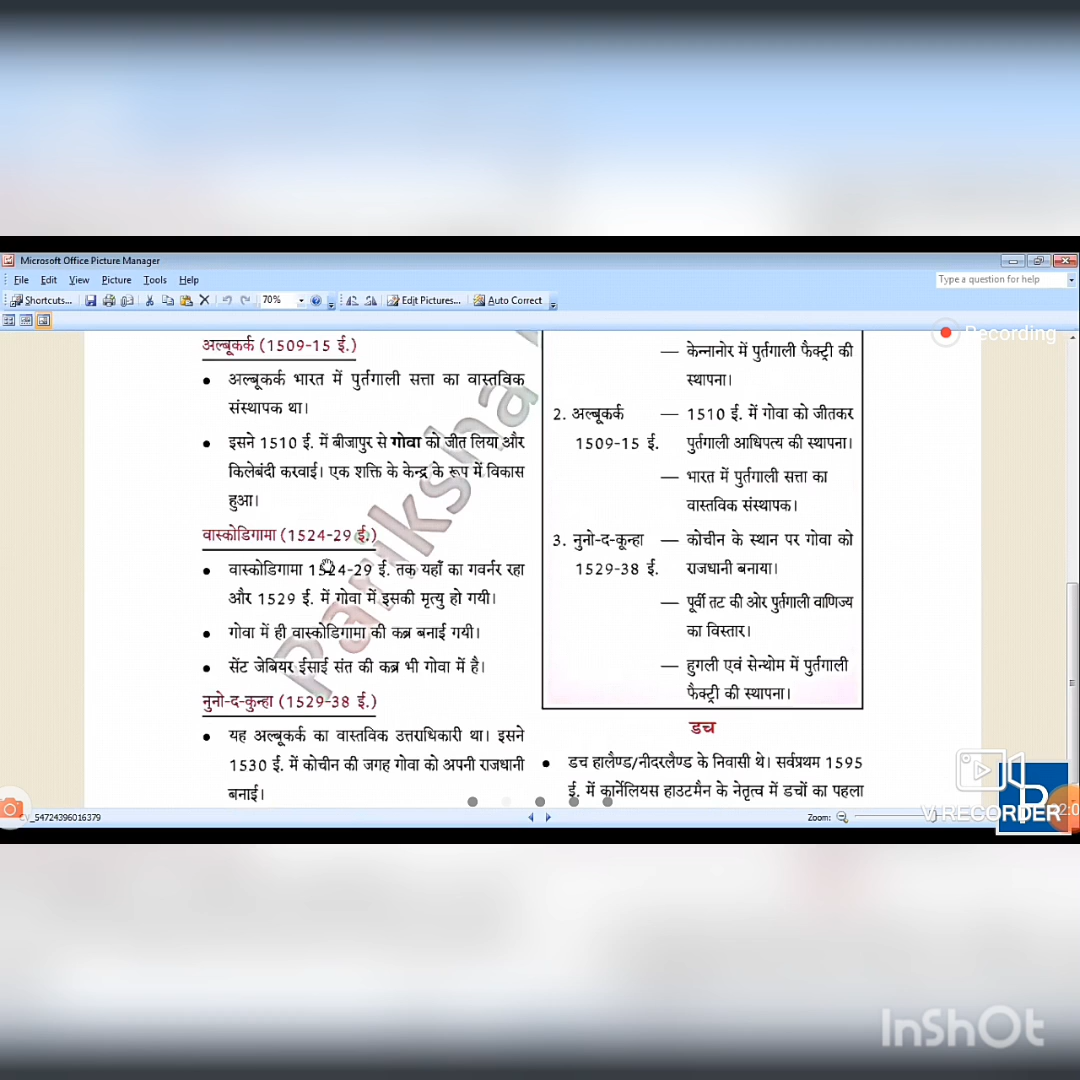 Microsoft Office Picture Manager
File Edit View Picture Tools Help
Type a question for help
Shortcuts... 70% Edit Pictures... Auto Correct
Recording
अल्बूकर्क (1509-15 ई.)
• अल्बूकर्क भारत में पुर्तगाली सत्ता का वास्तविक
संस्थापक था।
• इसने 1510 ई. में बीजापुर से गोवा को जीत लिया और
किलेबंदी करवाई। एक शक्ति के केन्द्र के रूप में विकास
हुआ।
वास्कोडिगामा (1524-29 ई.)
• वास्कोडिगामा 1524-29 ई. तक यहाँ का गवर्नर रहा
और 1529 ई. में गोवा में इसकी मृत्यु हो गयी।
• गोवा में ही वास्कोडिगामा की कब्र बनाई गयी।
• सेंट जेबियर ईसाई संत की कब्र भी गोवा में है।
नुनो-द-कुन्हा (1529-38 ई.)
• यह अल्बूकर्क का वास्तविक उत्तराधिकारी था। इसने
1530 ई. में कोचीन की जगह गोवा को अपनी राजधानी
बनाई।
— केन्नानोर में पुर्तगाली फैक्ट्री की
स्थापना।
2. अल्बूकर्क — 1510 ई. में गोवा को जीतकर
1509-15 ई. पुर्तगाली आधिपत्य की स्थापना।
— भारत में पुर्तगाली सत्ता का
वास्तविक संस्थापक।
3. नुनो-द-कून्हा — कोचीन के स्थान पर गोवा को
1529-38 ई. राजधानी बनाया।
— पूर्वी तट की ओर पुर्तगाली वाणिज्य
का विस्तार।
— हुगली एवं सेन्थोम में पुर्तगाली
फैक्ट्री की स्थापना।
डच
• डच हालैण्ड/नीदरलैण्ड के निवासी थे। सर्वप्रथम 1595
ई. में कार्नेलियस हाउटमैन के नेतृत्व में डचों का पहला
Pariksha
V RECORDER
_54724396016379
Zoom:
InShOt